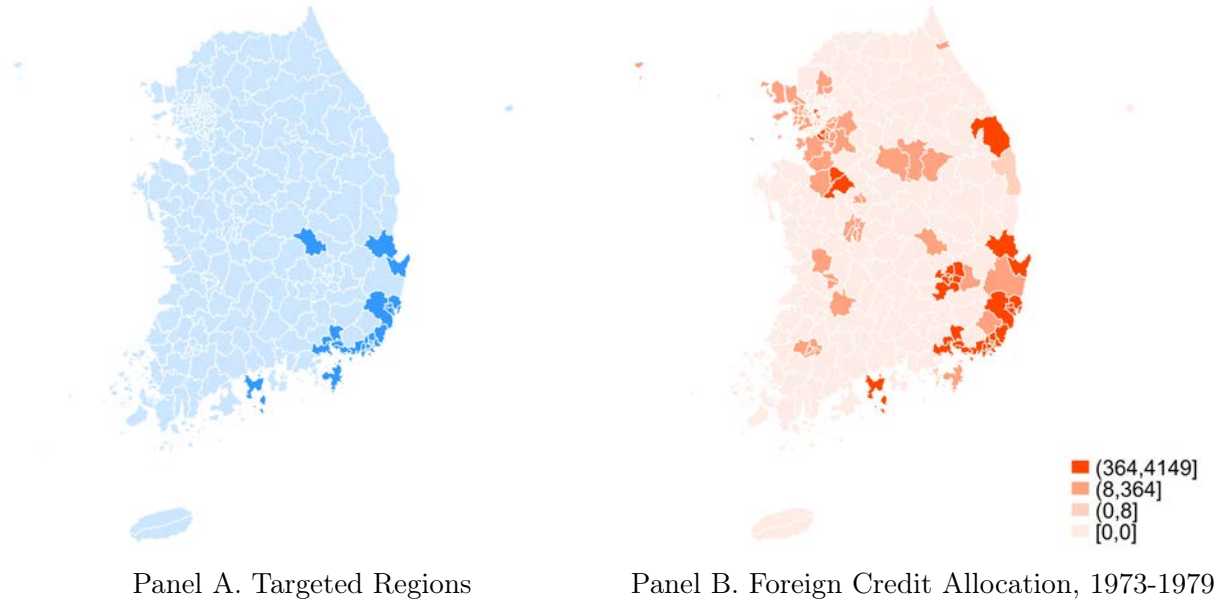 (364,4149]
(8,364]
(0,8]
[0,0]
Panel A. Targeted Regions
Panel B. Foreign Credit Allocation, 1973-1979